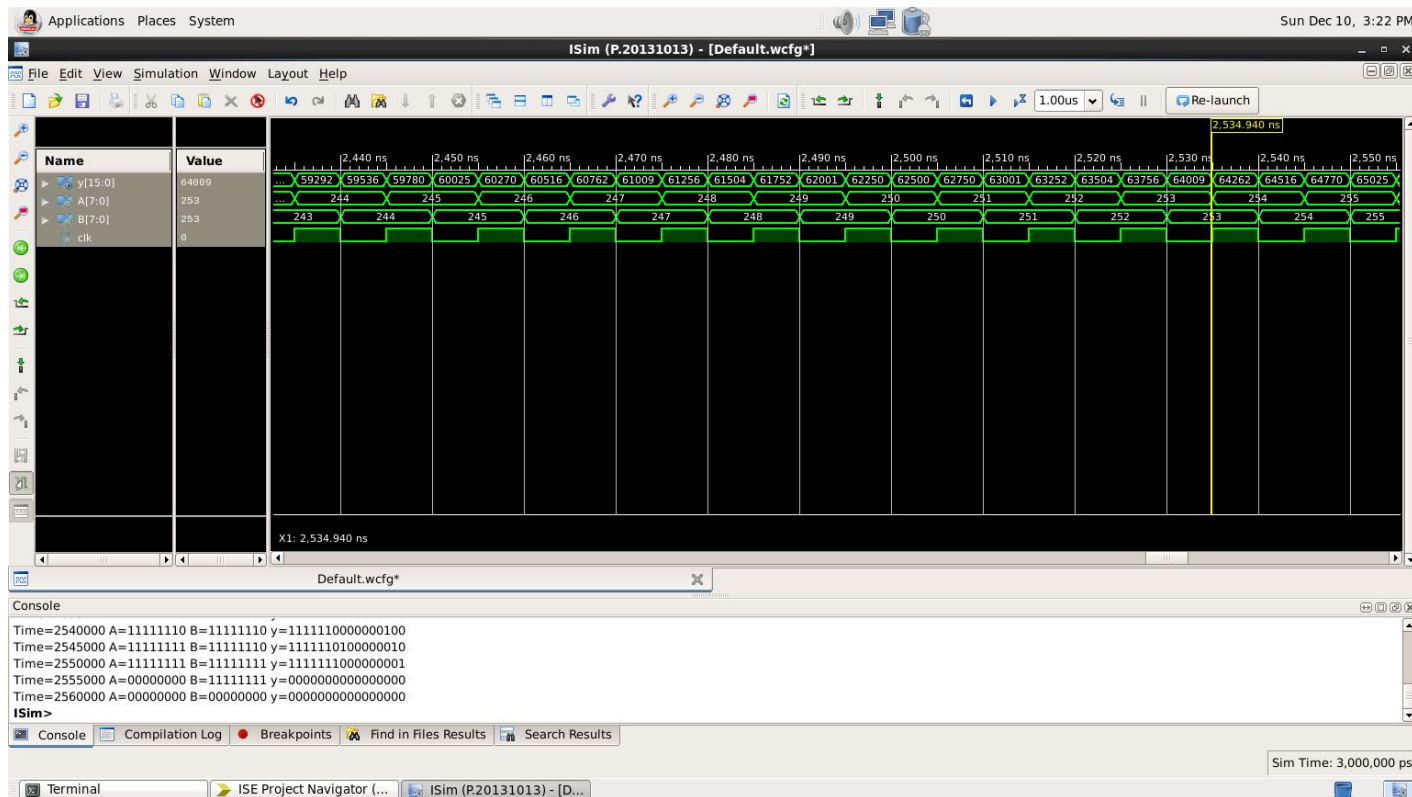 Applications Places System Sun Dec 10, 3:22 PM
ISim (P.20131013) - [Default.wcfg*]
File Edit View Simulation Window Layout Help
1.00us Re-launch
2,534.940 ns
Name Value 2,440 ns 2,450 ns 2,460 ns 2,470 ns 2,480 ns 2,490 ns 2,500 ns 2,510 ns 2,520 ns 2,530 ns 2,540 ns 2,550 ns
y[15:0] 64009 ... 59292 59536 59780 60025 60270 60516 60762 61009 61256 61504 61752 62001 62250 62500 62750 63001 63252 63504 63756 64009 64262 64516 64770 65025
A[7:0] 253 ... 244 245 246 247 248 249 250 251 252 253 254 255
B[7:0] 253 243 244 245 246 247 248 249 250 251 252 253 254 255
clk 0
X1: 2,534.940 ns
Default.wcfg*
Console
Time=2540000 A=11111110 B=11111110 y=1111110000000100
Time=2545000 A=11111111 B=11111110 y=1111110100000010
Time=2550000 A=11111111 B=11111111 y=1111111000000001
Time=2555000 A=00000000 B=11111111 y=0000000000000000
Time=2560000 A=00000000 B=00000000 y=0000000000000000
ISim>
Console Compilation Log Breakpoints Find in Files Results Search Results
Sim Time: 3,000,000 ps
Terminal ISE Project Navigator (... ISim (P.20131013) - [D...